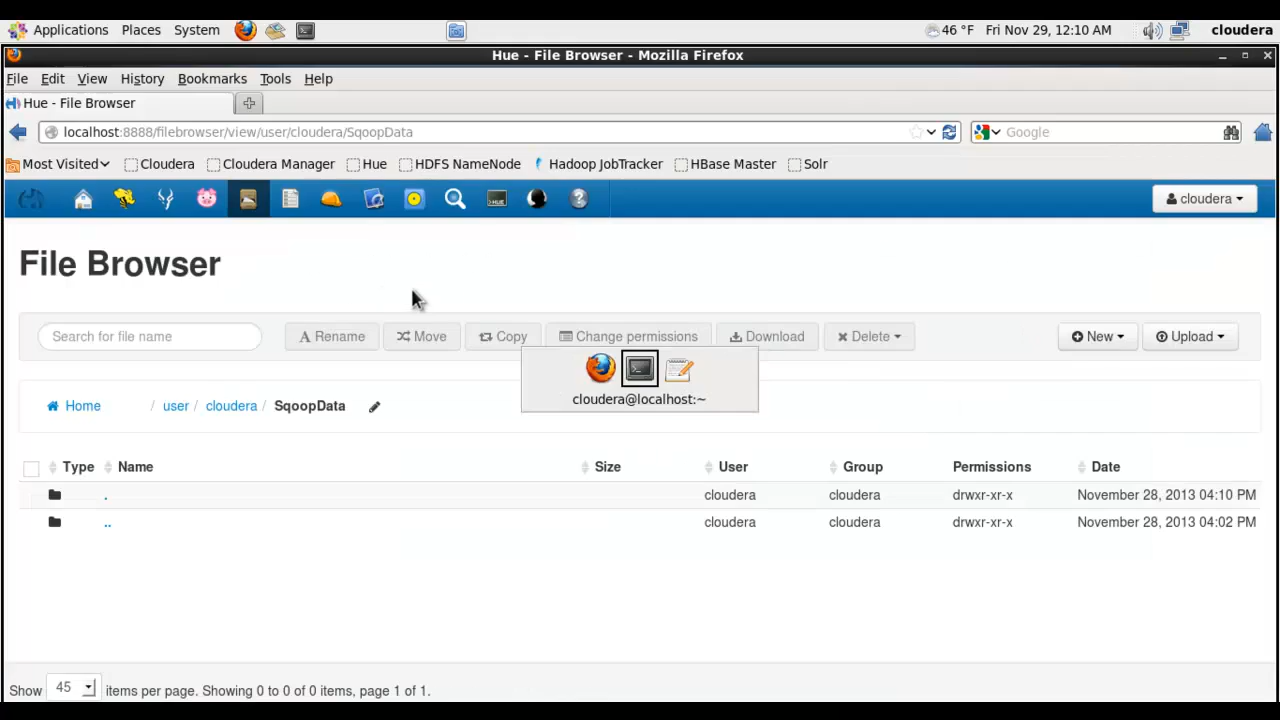 Applications Places System 46 °F Fri Nov 29, 12:10 AM cloudera
Hue - File Browser - Mozilla Firefox
File Edit View History Bookmarks Tools Help
Hue - File Browser
localhost:8888/filebrowser/view/user/cloudera/SqoopData Google
Most Visited Cloudera Cloudera Manager Hue HDFS NameNode Hadoop JobTracker HBase Master Solr
HUE cloudera
File Browser
Search for file name A Rename Move Copy Change permissions Download Delete New Upload
Home / user / cloudera / SqoopData
cloudera@localhost:~
Type Name Size User Group Permissions Date
. cloudera cloudera drwxr-xr-x November 28, 2013 04:10 PM
.. cloudera cloudera drwxr-xr-x November 28, 2013 04:02 PM
Show 45 items per page. Showing 0 to 0 of 0 items, page 1 of 1.